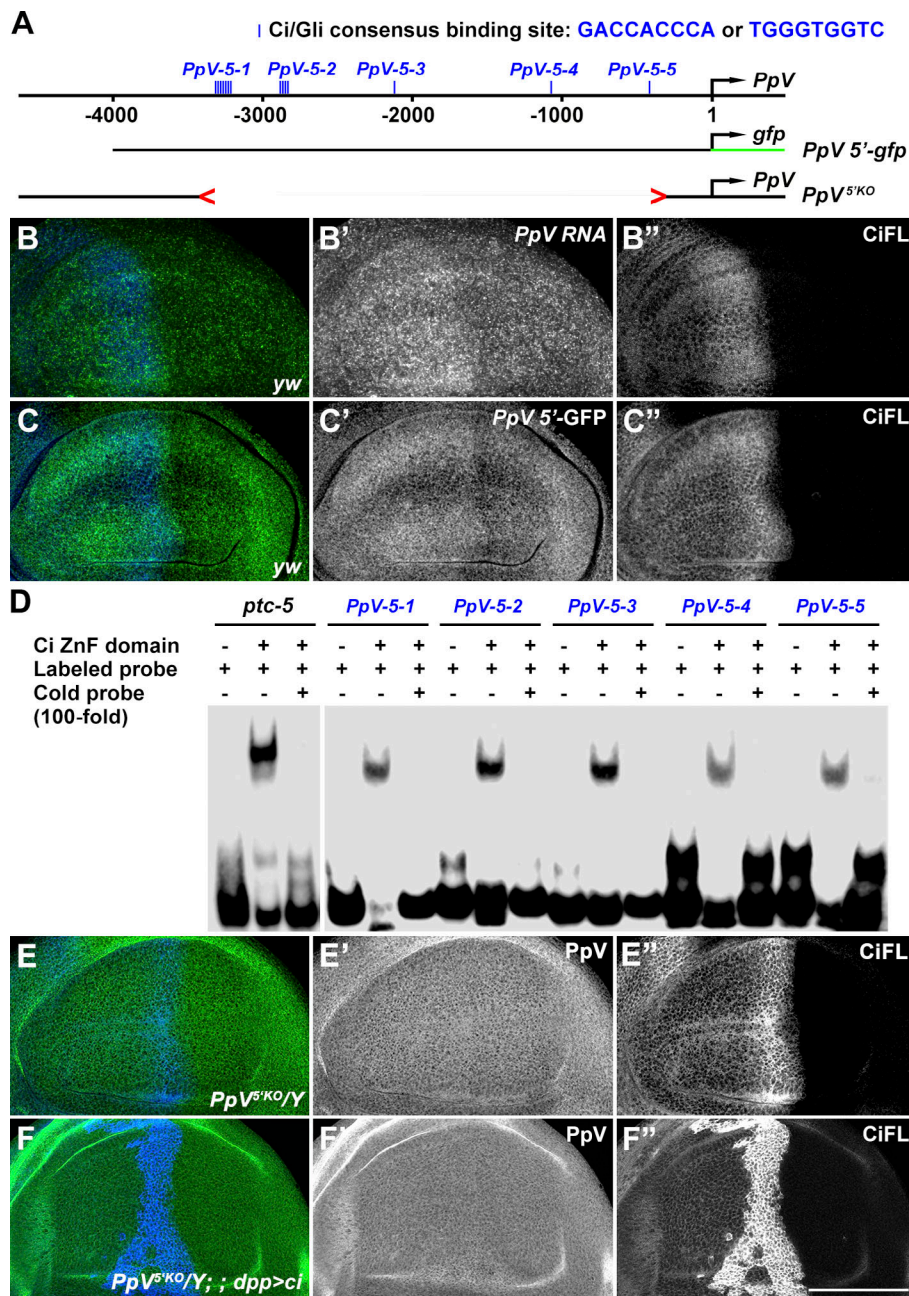 A
Ci/Gli consensus binding site: GACCACCCA or TGGGTGGTC
PpV-5-1 PpV-5-2 PpV-5-3 PpV-5-4 PpV-5-5
PpV
-4000 -3000 -2000 -1000 1
gfp
PpV 5'-gfp
PpV
PpV5'KO
B yw B' PpV RNA B" CiFL
C yw C' PpV 5'-GFP C" CiFL
D
ptc-5 PpV-5-1 PpV-5-2 PpV-5-3 PpV-5-4 PpV-5-5
Ci ZnF domain - + + - + + - + + - + + - + + - + +
Labeled probe + + + + + + + + + + + + + + + + + +
Cold probe - - + - - + - - + - - + - - + - - +
(100-fold)
E PpV5'KO/Y E' PpV E" CiFL
F PpV5'KO/Y; ; dpp>ci F' PpV F" CiFL